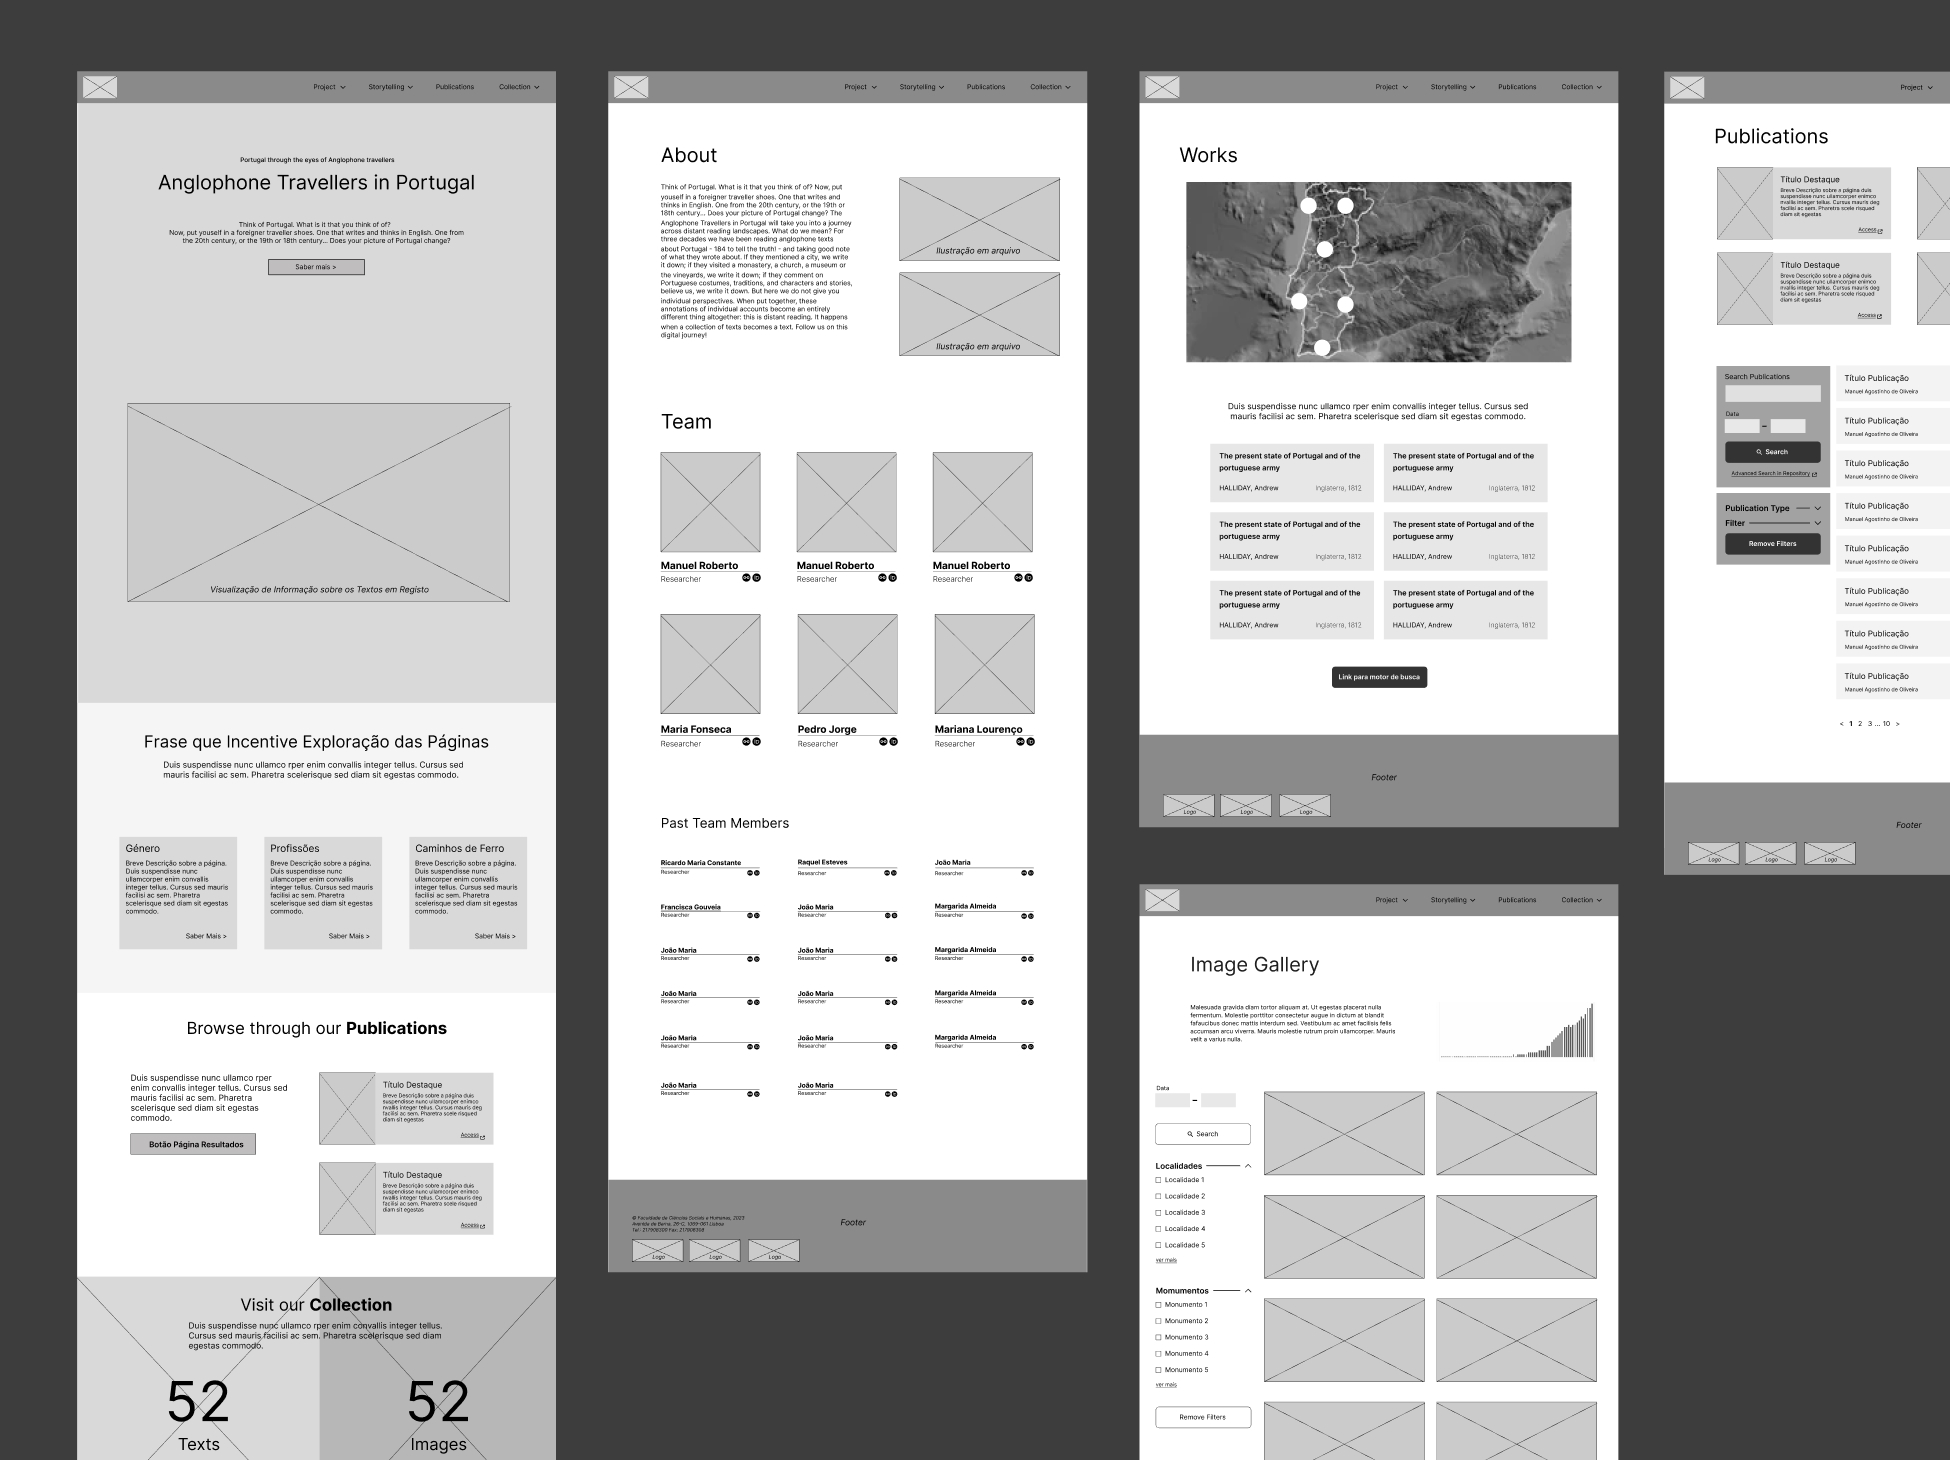 Project
Storytelling
Publications
Collection
Portugal through the eyes of Anglophone travellers
Anglophone Travellers in Portugal
Think of Portugal. What is it that you think of?
Now, put youself in a foreigner traveller shoes. One that writes and thinks in English. One from
the 20th century, or the 19th or 18th century... Does your picture of Portugal change?
Saber mais >
Visualização de Informação sobre os Textos em Registo
Frase que Incentive Exploração das Páginas
Duis suspendisse nunc ullamco rper enim convallis integer tellus. Cursus sed
mauris facilisi ac sem. Pharetra scelerisque sed diam sit egestas commodo.
Género
Breve Descrição sobre a página.
Duis suspendisse nunc
ullamcorper enim convallis
integer tellus. Cursus sed mauris
facilisi ac sem. Pharetra
scelerisque sed diam sit egestas
commodo.
Saber Mais >
Profissões
Breve Descrição sobre a página.
Duis suspendisse nunc
ullamcorper enim convallis
integer tellus. Cursus sed mauris
facilisi ac sem. Pharetra
scelerisque sed diam sit egestas
commodo.
Saber Mais >
Caminhos de Ferro
Breve Descrição sobre a página.
Duis suspendisse nunc
ullamcorper enim convallis
integer tellus. Cursus sed mauris
facilisi ac sem. Pharetra
scelerisque sed diam sit egestas
commodo.
Saber Mais >
Browse through our Publications
Duis suspendisse nunc ullamco rper
enim convallis integer tellus. Cursus sed
mauris facilisi ac sem. Pharetra
scelerisque sed diam sit egestas
commodo.
Botão Página Resultados
Título Destaque
Breve Descrição sobre a página duis
suspendisse nunc ullamcorper enimco
nvallis integer tellus. Cursus mauris deg
facilisi ac sem. Pharetra scele risqued
diam sit egestas
Access
Título Destaque
Breve Descrição sobre a página duis
suspendisse nunc ullamcorper enimco
nvallis integer tellus. Cursus mauris deg
facilisi ac sem. Pharetra scele risqued
diam sit egestas
Access
Visit our Collection
Duis suspendisse nunc ullamco rper enim convallis integer tellus.
Cursus sed mauris facilisi ac sem. Pharetra scelerisque sed diam
egestas commodo.
52
Texts
52
Images
Project
Storytelling
Publications
Collection
About
Think of Portugal. What is it that you think of of? Now, put
youself in a foreigner traveller shoes. One that writes and
thinks in English. One from the 20th century, or the 19th or
18th century... Does your picture of Portugal change? The
Anglophone Travellers in Portugal will take you into a journey
across distant reading landscapes. What do we mean? For
three decades we have been reading anglophone texts
about Portugal - 184 to tell the truth! - and taking good note
of what they wrote about. If they mentioned a city, we write
it down; if they visited a monastery, a church, a museum or
the vineyards, we write it down; if they comment on
Portuguese costumes, traditions, and characters and stories,
believe us, we write it down. But here we do not give you
individual perspectives. When put together, these
annotations of individual accounts become an entirely
different thing altogether: this is distant reading. It happens
when a collection of texts becomes a text. Follow us on this
digital journey!
Ilustração em arquivo
Ilustração em arquivo
Team
Manuel Roberto
Researcher
Manuel Roberto
Researcher
Manuel Roberto
Researcher
Maria Fonseca
Researcher
Pedro Jorge
Researcher
Mariana Lourenço
Researcher
Past Team Members
Ricardo Maria Constante
Researcher
Raquel Esteves
Researcher
João Maria
Researcher
Francisca Gouveia
Researcher
João Maria
Researcher
Margarida Almeida
Researcher
João Maria
Researcher
João Maria
Researcher
Margarida Almeida
Researcher
João Maria
Researcher
João Maria
Researcher
Margarida Almeida
Researcher
João Maria
Researcher
João Maria
Researcher
Margarida Almeida
Researcher
João Maria
Researcher
João Maria
Researcher
© Faculdade de Ciências Sociais e Humanas, 2023
Footer
Logo
Logo
Logo
Project
Storytelling
Publications
Collection
Works
Duis suspendisse nunc ullamco rper enim convallis integer tellus. Cursus sed
mauris facilisi ac sem. Pharetra scelerisque sed diam sit egestas commodo.
The present state of Portugal and of the
portuguese army
HALLIDAY, Andrew
Inglaterra, 1812
The present state of Portugal and of the
portuguese army
HALLIDAY, Andrew
Inglaterra, 1812
The present state of Portugal and of the
portuguese army
HALLIDAY, Andrew
Inglaterra, 1812
The present state of Portugal and of the
portuguese army
HALLIDAY, Andrew
Inglaterra, 1812
The present state of Portugal and of the
portuguese army
HALLIDAY, Andrew
Inglaterra, 1812
The present state of Portugal and of the
portuguese army
HALLIDAY, Andrew
Inglaterra, 1812
Link para motor de busca
Footer
Logo
Logo
Logo
Project
Storytelling
Publications
Collection
Image Gallery
Malesuada gravida diam tortor aliquam at. Ut egestas placerat nulla
fermentum. Molestie porttitor consectetur augue in dictum at blandit
fafaucibus donec mattis interdum sed. Vestibulum ac amet facilisis felis
accumsan arcu viverra. Mauris molestie rutrum proin ullamcorper. Mauris
velit a varius nulla.
Data
–
Search
Localidades
Localidade 1
Localidade 2
Localidade 3
Localidade 4
Localidade 5
ver mais
Momumentos
Monumento 1
Monumento 2
Monumento 3
Monumento 4
Monumento 5
ver mais
Remove Filters
Project
Publications
Título Destaque
Breve Descrição sobre a página duis
suspendisse nunc ullamcorper enimco
nvallis integer tellus. Cursus mauris deg
facilisi ac sem. Pharetra scele risqued
diam sit egestas
Access
Título Destaque
Breve Descrição sobre a página duis
suspendisse nunc ullamcorper enimco
nvallis integer tellus. Cursus mauris deg
facilisi ac sem. Pharetra scele risqued
diam sit egestas
Access
Search Publications
Data
–
Search
Advanced Search in Repository
Publication Type
Filter
Remove Filters
Título Publicação
Manuel Agostinho de Oliveira
Título Publicação
Manuel Agostinho de Oliveira
Título Publicação
Manuel Agostinho de Oliveira
Título Publicação
Manuel Agostinho de Oliveira
Título Publicação
Manuel Agostinho de Oliveira
Título Publicação
Manuel Agostinho de Oliveira
Título Publicação
Manuel Agostinho de Oliveira
Título Publicação
Manuel Agostinho de Oliveira
< 1 2 3 ... 10 >
Footer
Logo
Logo
Logo